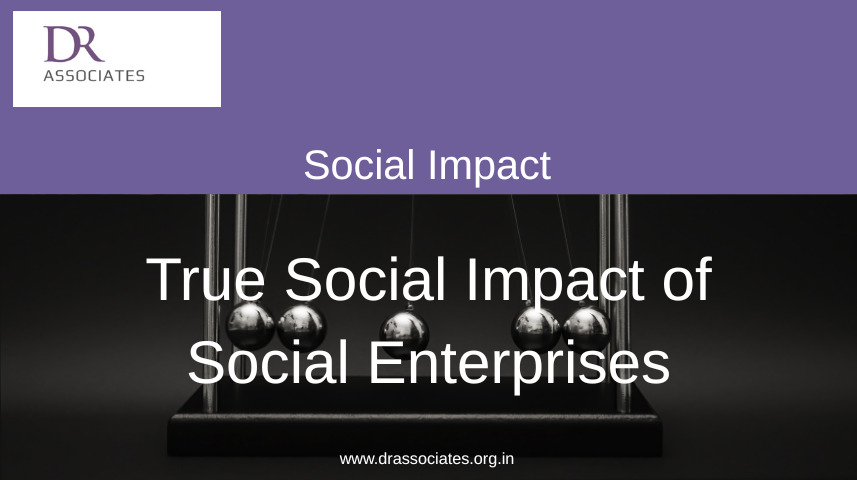 DR
ASSOCIATES
Social Impact
True Social Impact of
Social Enterprises
www.drassociates.org.in